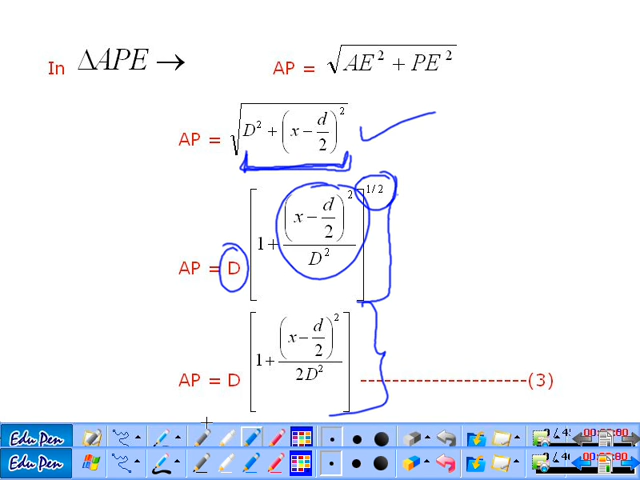 In ΔAPE → AP = √(AE² + PE²)
AP = √(D² + (x − d/2)²)
AP = D [1 + (x − d/2)² / D²]^1/2
AP = D [1 + (x − d/2)² / 2D²] ----------------------(3)
Edu Pen
Edu Pen